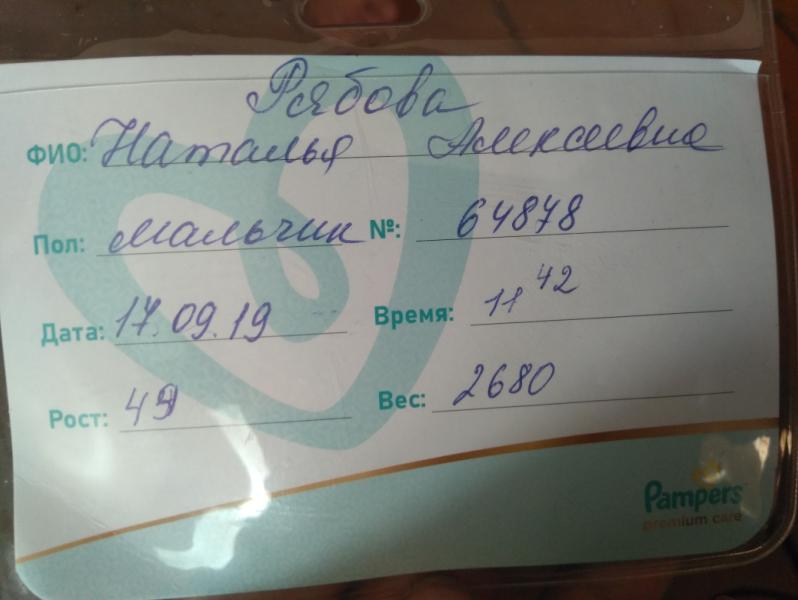 Рябова
ФИО: Наталья Алексеевна
Пол: мальчик №: 64878
Дата: 17.09.19 Время: 11 42
Рост: 49 Вес: 2680
Pampers
premium care